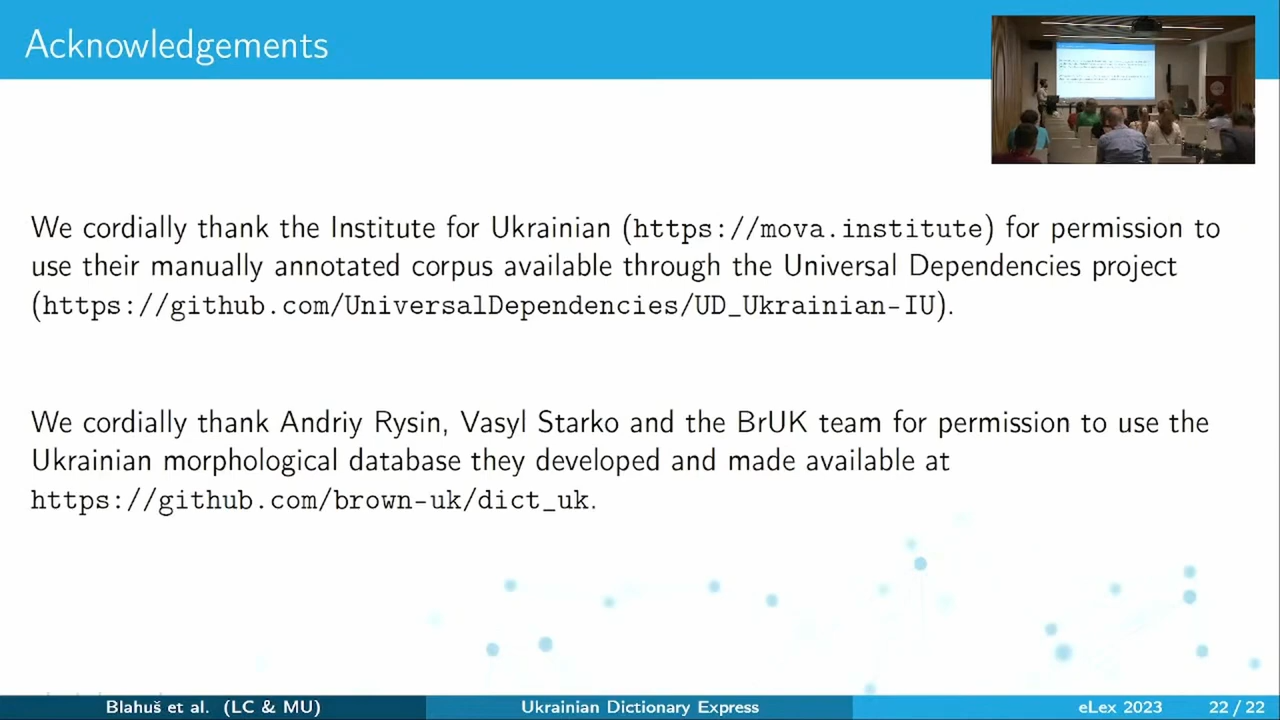 Acknowledgements
We cordially thank the Institute for Ukrainian (https://mova.institute) for permission to
use their manually annotated corpus available through the Universal Dependencies project
(https://github.com/UniversalDependencies/UD_Ukrainian-IU).
We cordially thank Andriy Rysin, Vasyl Starko and the BrUK team for permission to use the
Ukrainian morphological database they developed and made available at
https://github.com/brown-uk/dict_uk.
Blahuš et al. (LC & MU) Ukrainian Dictionary Express eLex 2023 22 / 22